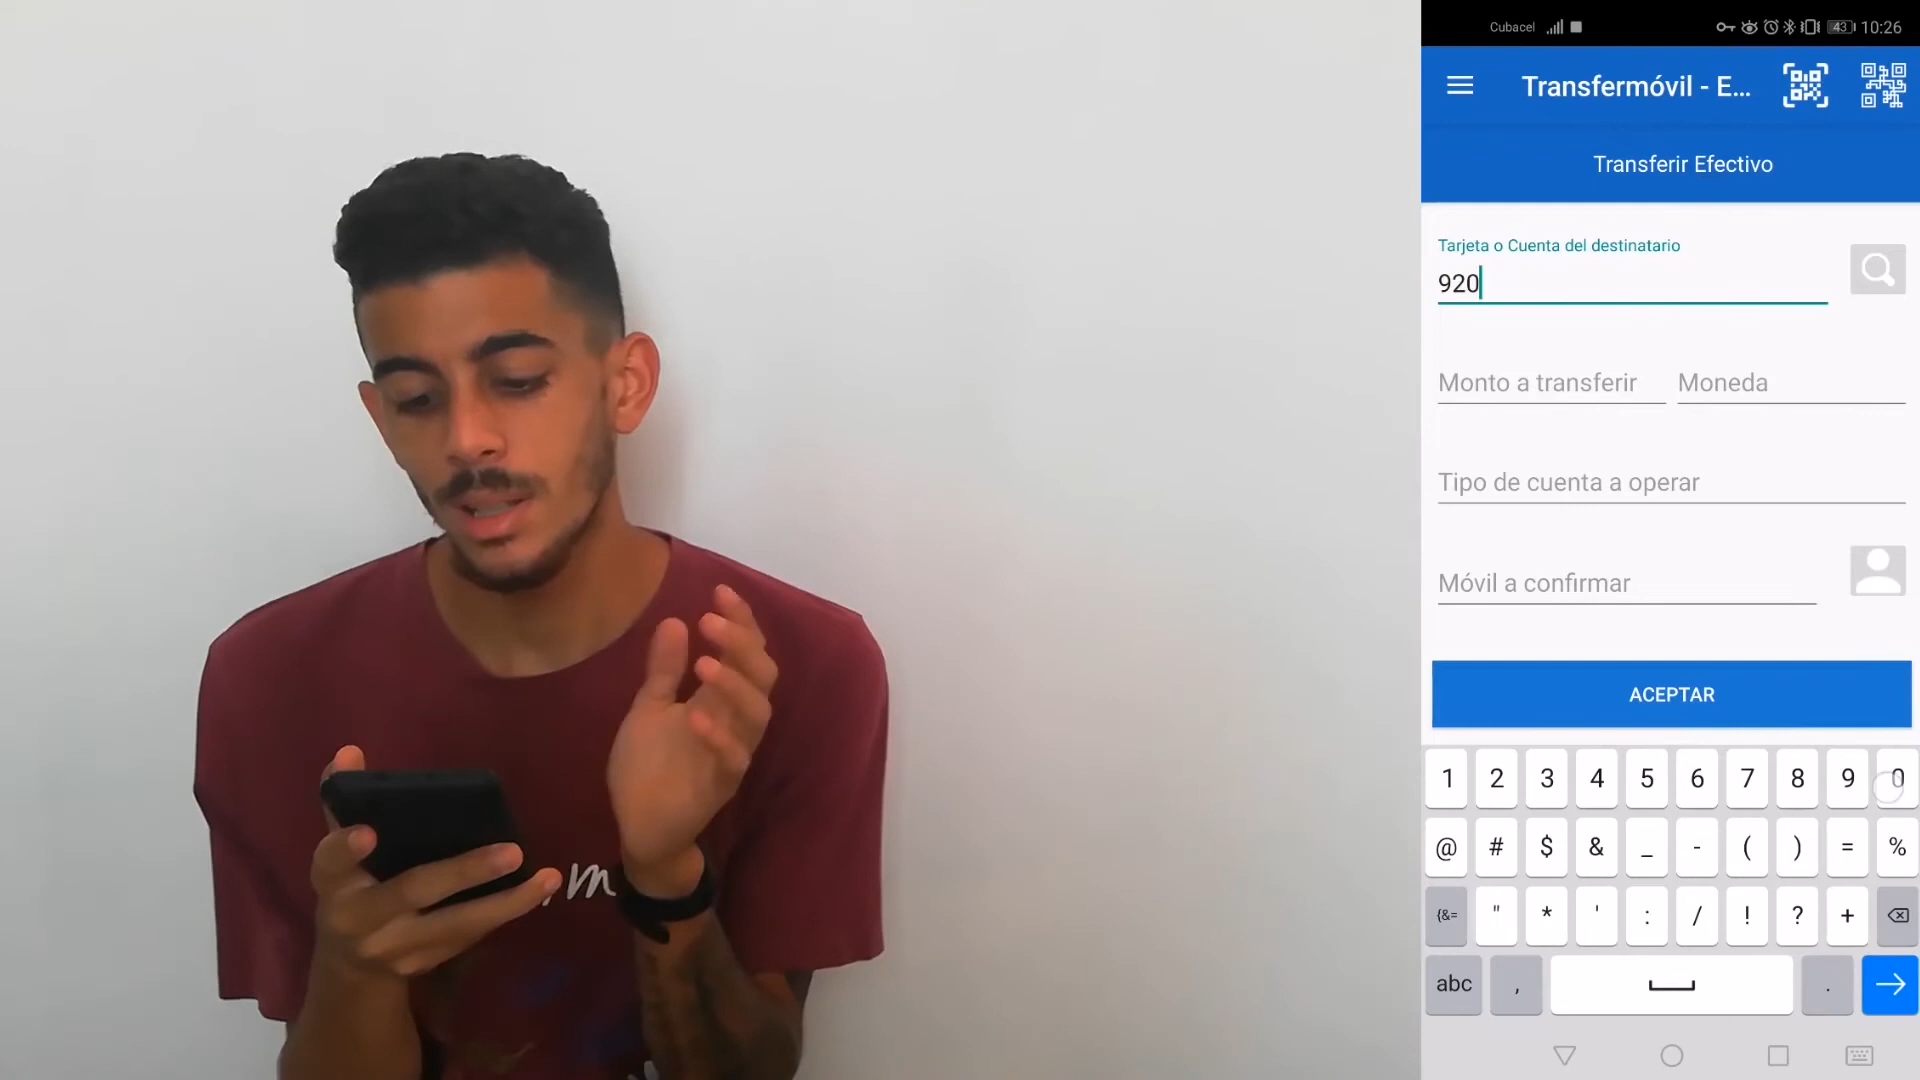 Cubacel 43 10:26
Transfermóvil - E...
Transferir Efectivo
Tarjeta o Cuenta del destinatario
920
Monto a transferir Moneda
Tipo de cuenta a operar
Móvil a confirmar
ACEPTAR
1 2 3 4 5 6 7 8 9 0
@ # $ & _ - ( ) = %
{&= " * ' : / ! ? +
abc , .
m